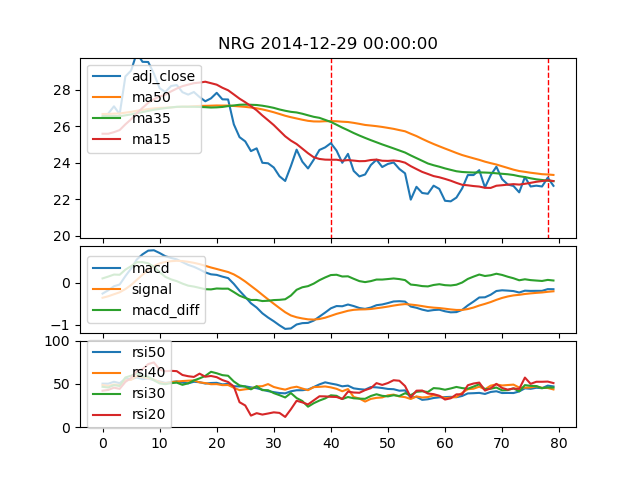 NRG 2014-12-29 00:00:00
adj_close
ma50
ma35
ma15
28
26
24
22
20
macd
signal
macd_diff
0
−1
rsi50
rsi40
rsi30
rsi20
100
50
0
0 10 20 30 40 50 60 70 80